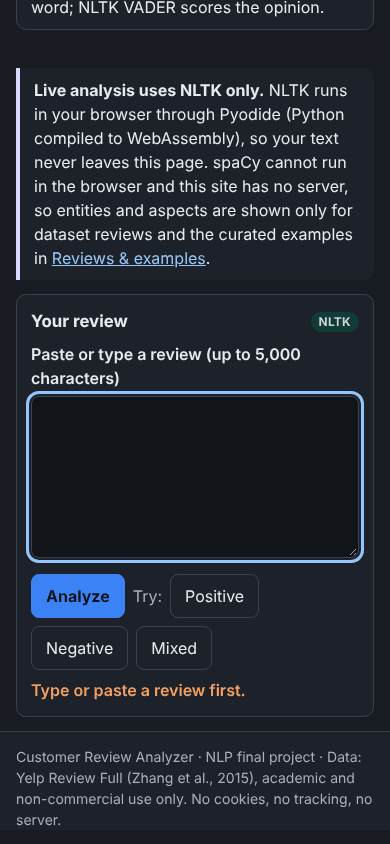 word; NLTK VADER scores the opinion.
Live analysis uses NLTK only. NLTK runs
in your browser through Pyodide (Python
compiled to WebAssembly), so your text
never leaves this page. spaCy cannot run
in the browser and this site has no server,
so entities and aspects are shown only for
dataset reviews and the curated examples
in Reviews & examples.
Your review
NLTK
Paste or type a review (up to 5,000
characters)
Analyze Try: Positive
Negative Mixed
Type or paste a review first.
Customer Review Analyzer · NLP final project · Data:
Yelp Review Full (Zhang et al., 2015), academic and
non-commercial use only. No cookies, no tracking, no
server.